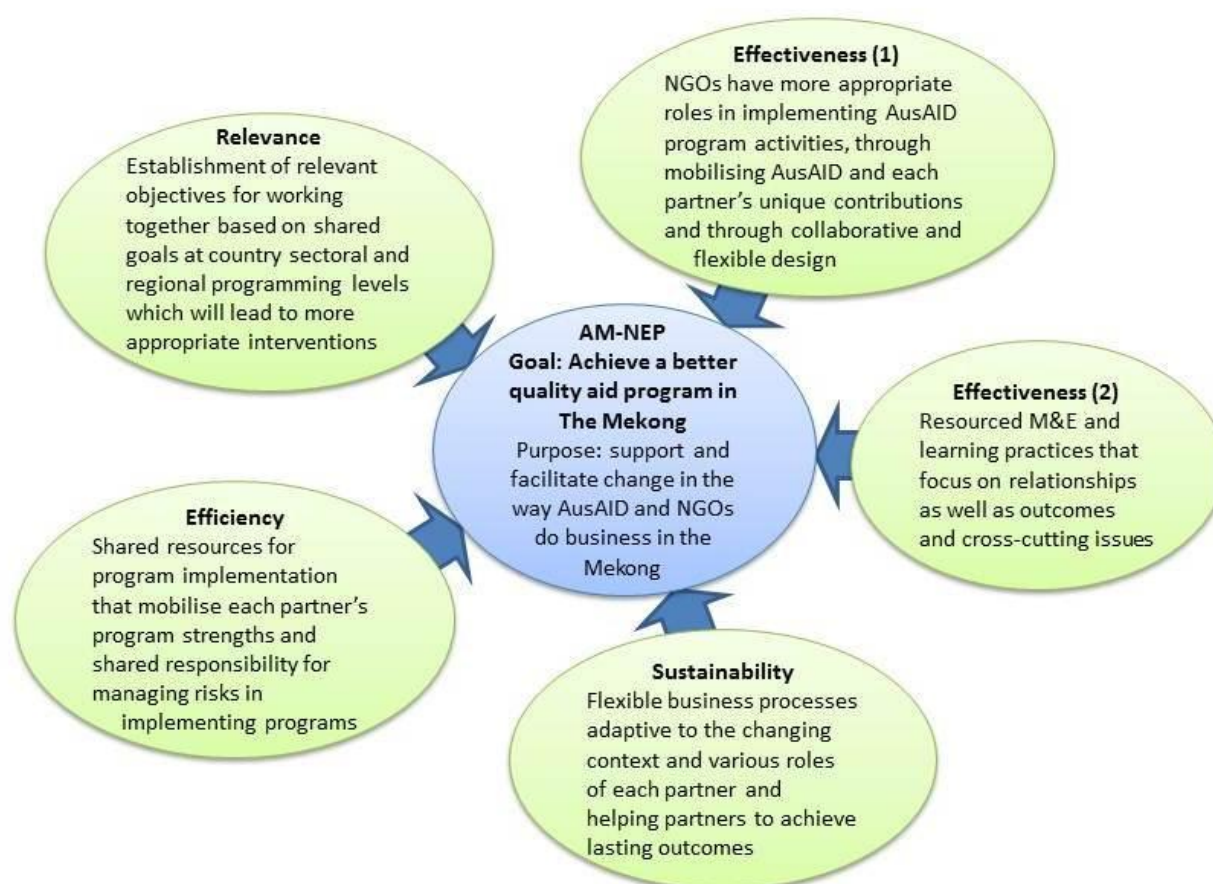 Effectiveness (1)
NGOs have more appropriate
roles in implementing AusAID
program activities, through
mobilising AusAID and each
partner's unique contributions
and through collaborative and
flexible design
Relevance
Establishment of relevant
objectives for working
together based on shared
goals at country sectoral and
regional programming levels
which will lead to more
appropriate interventions
AM-NEP
Goal: Achieve a better
quality aid program in
The Mekong
Purpose: support and
facilitate change in the
way AusAID and NGOs
do business in the
Mekong
Effectiveness (2)
Resourced M&E and
learning practices that
focus on relationships
as well as outcomes
and cross-cutting issues
Efficiency
Shared resources for
program implementation
that mobilise each partner's
program strengths and
shared responsibility for
managing risks in
implementing programs
Sustainability
Flexible business processes
adaptive to the changing
context and various roles
of each partner and
helping partners to achieve
lasting outcomes